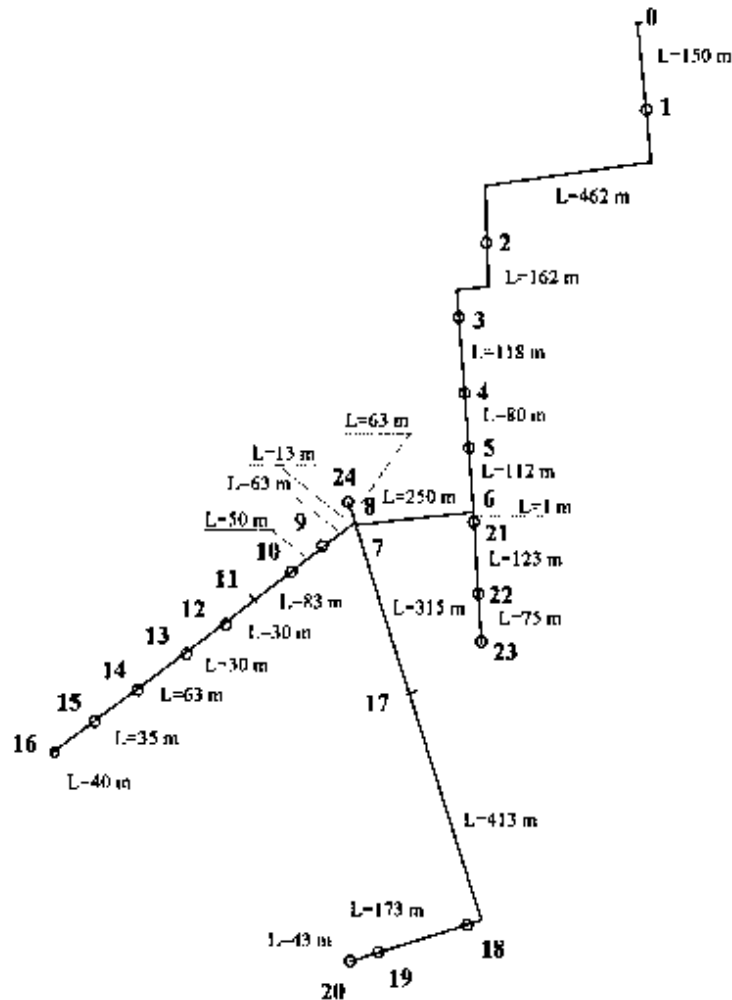 0
L=150 m
1
L=462 m
2
L=162 m
3
L=118 m
4
L=80 m
5
L=63 m
L=13 m
L=112 m
L=63 m
24
L=250 m
6
8
L=1 m
L=50 m
9
21
7
10
L=123 m
11
L=83 m
22
12
L=315 m
L=75 m
L=30 m
13
23
L=30 m
14
L=63 m
17
15
L=35 m
16
L=40 m
L=413 m
L=173 m
L=43 m
18
19
20